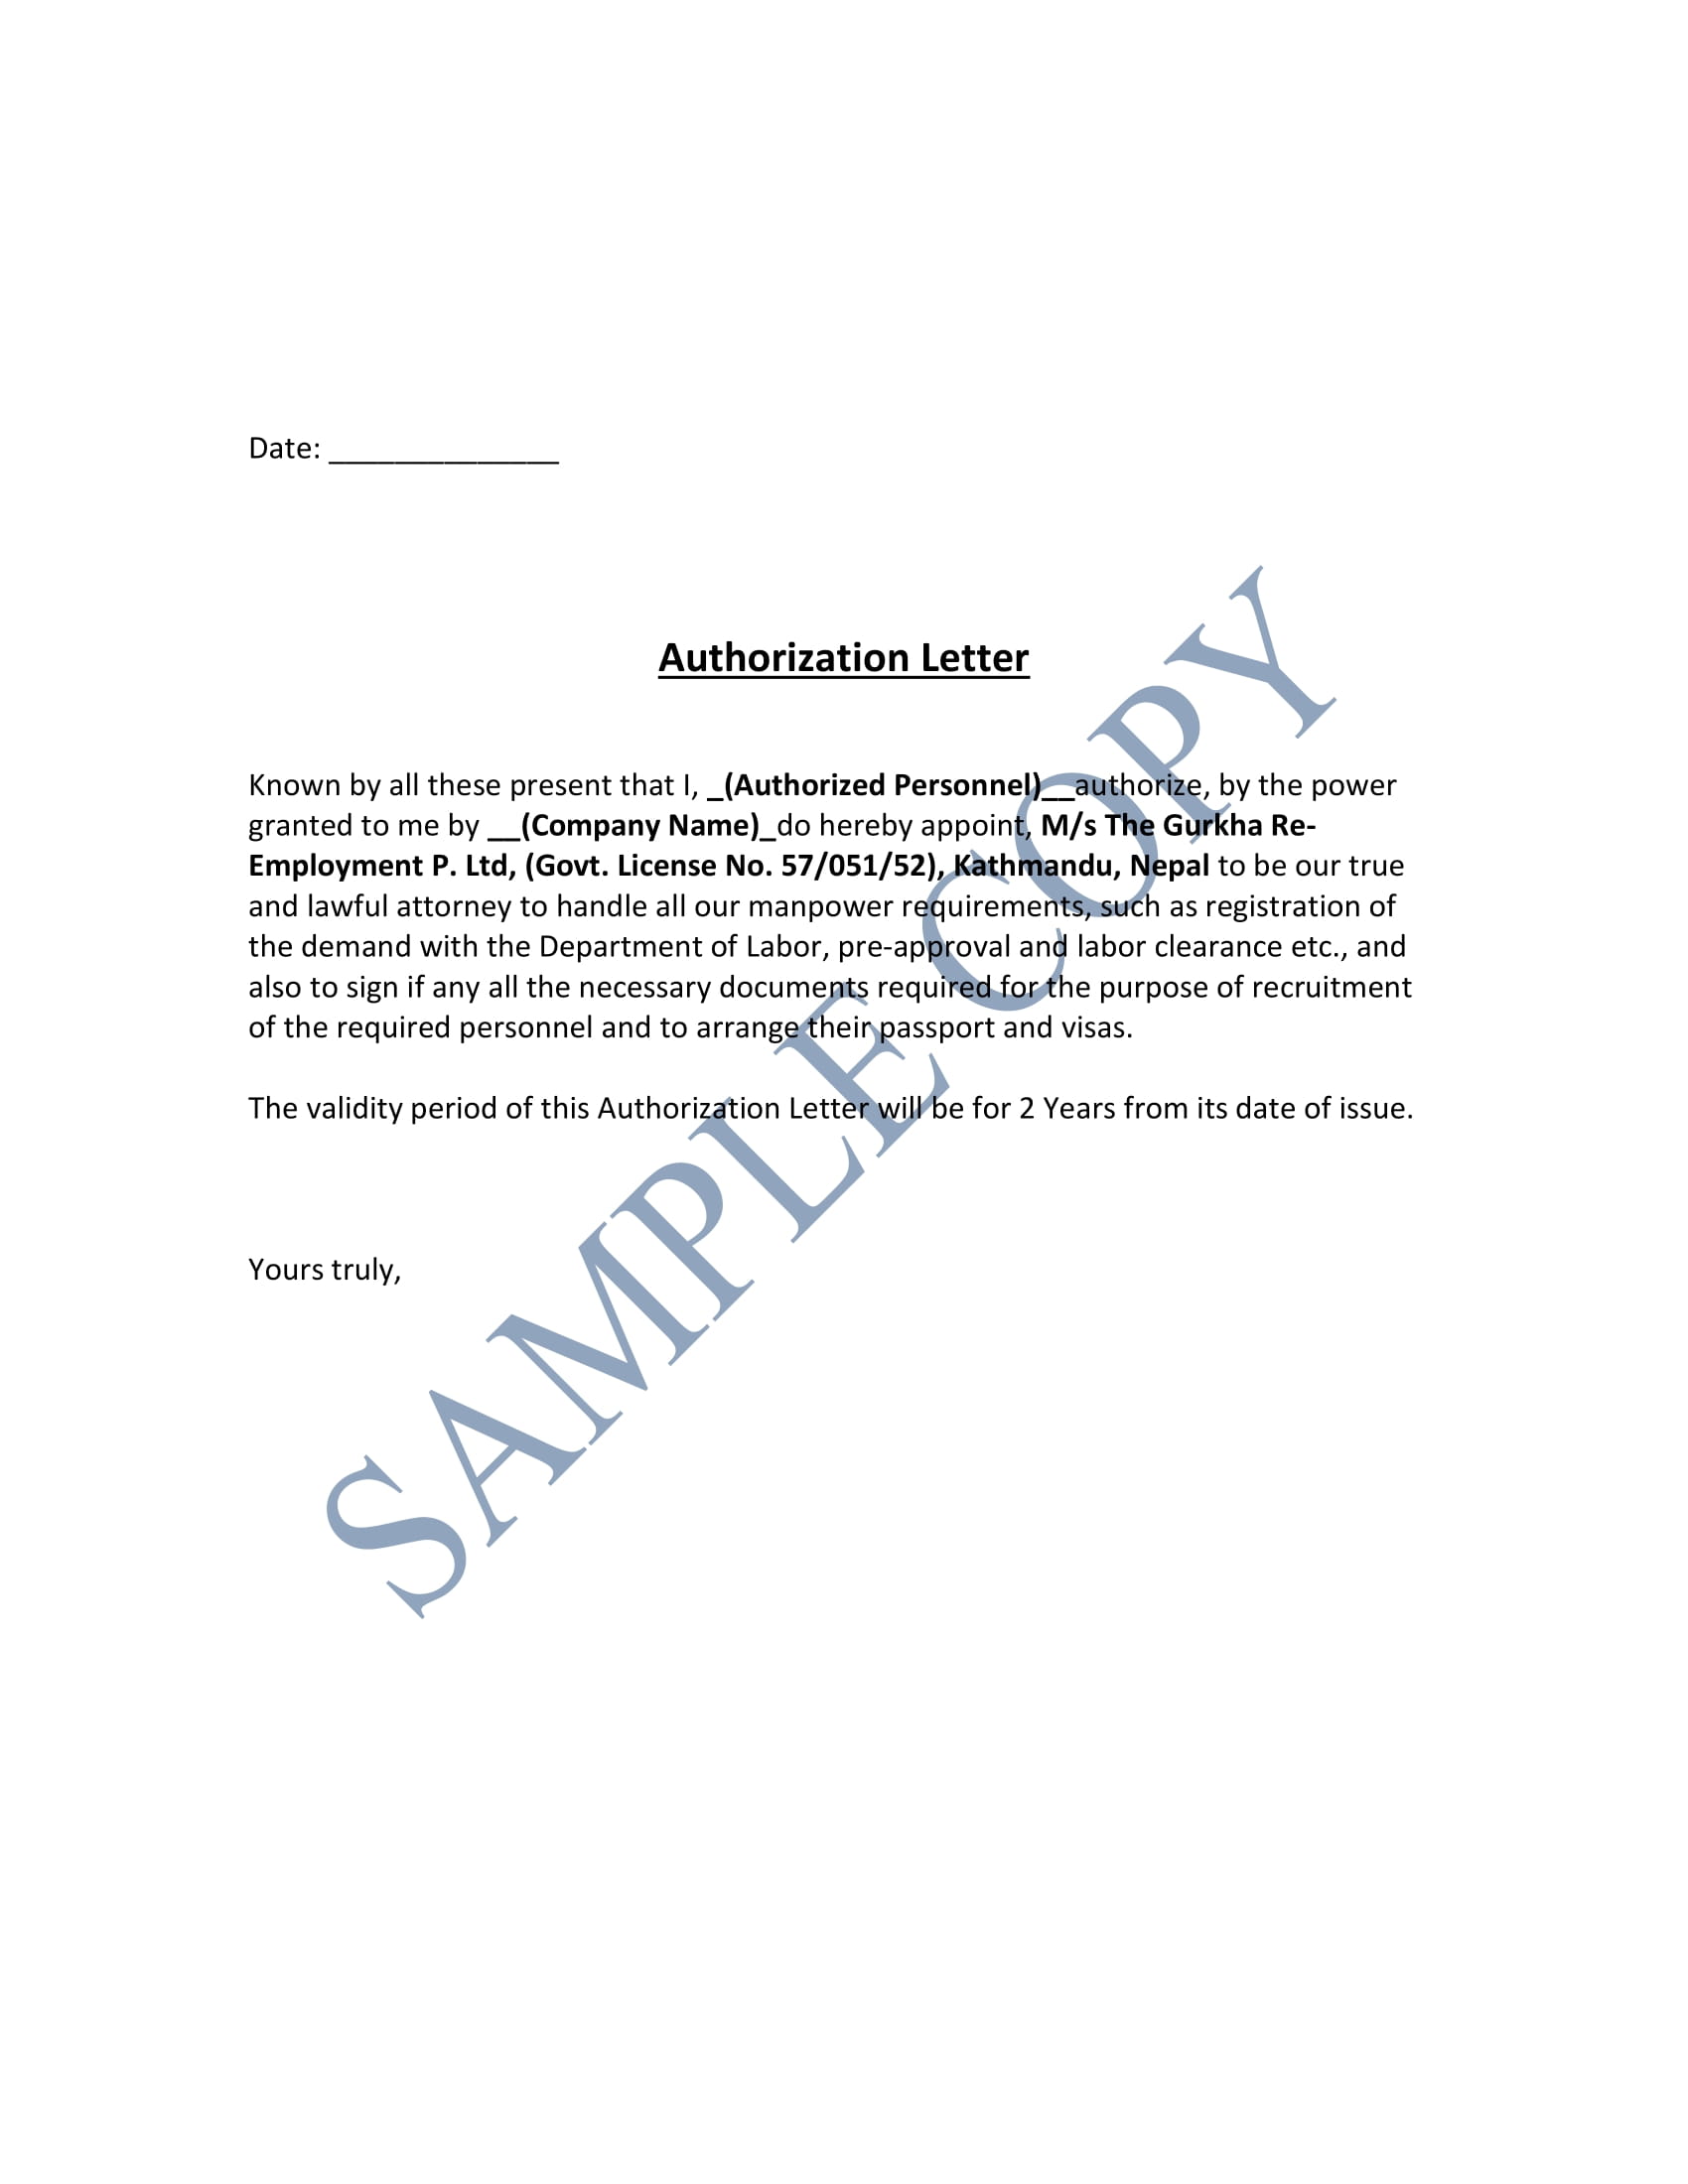 Date: ______________
Authorization Letter
Known by all these present that I, _(Authorized Personnel)__authorize, by the power
granted to me by __(Company Name)_do hereby appoint, M/s The Gurkha Re-
Employment P. Ltd, (Govt. License No. 57/051/52), Kathmandu, Nepal to be our true
and lawful attorney to handle all our manpower requirements, such as registration of
the demand with the Department of Labor, pre-approval and labor clearance etc., and
also to sign if any all the necessary documents required for the purpose of recruitment
of the required personnel and to arrange their passport and visas.
The validity period of this Authorization Letter will be for 2 Years from its date of issue.
Yours truly,
SAMPLE COPY